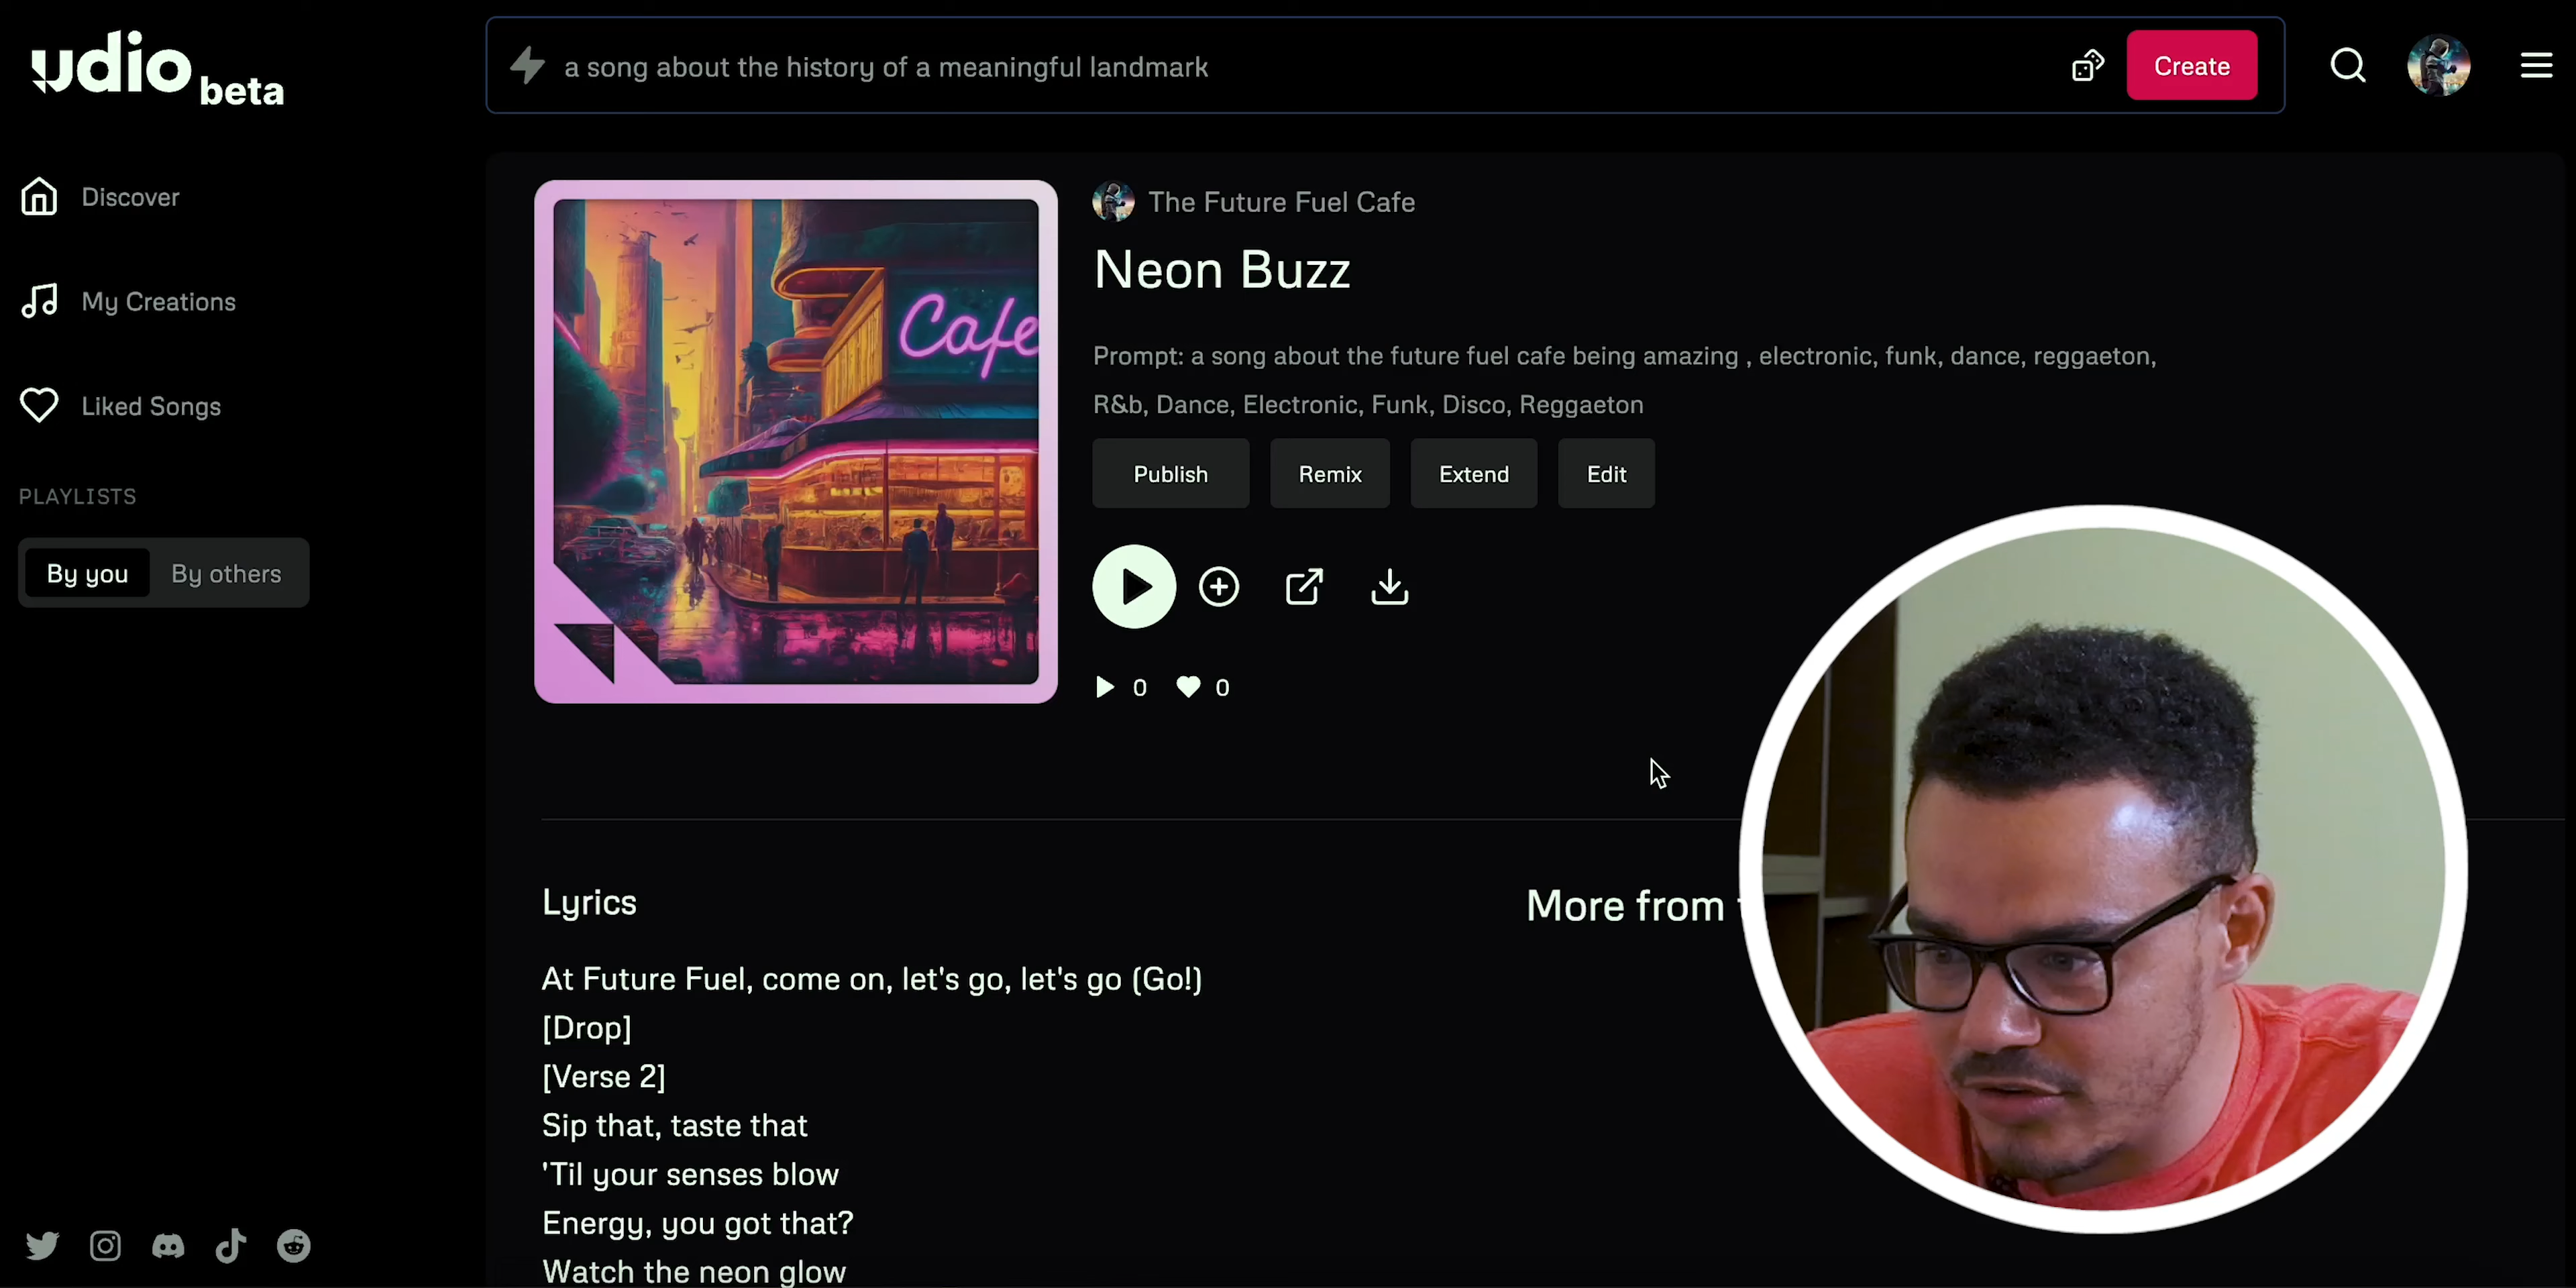 udio beta
a song about the history of a meaningful landmark
Create
Discover
My Creations
Liked Songs
PLAYLISTS
By you
By others
Cafe
The Future Fuel Cafe
Neon Buzz
Prompt: a song about the future fuel cafe being amazing , electronic, funk, dance, reggaeton,
R&b, Dance, Electronic, Funk, Disco, Reggaeton
Publish
Remix
Extend
Edit
0
0
Lyrics
At Future Fuel, come on, let's go, let's go (Go!)
[Drop]
[Verse 2]
Sip that, taste that
'Til your senses blow
Energy, you got that?
Watch the neon glow
More from